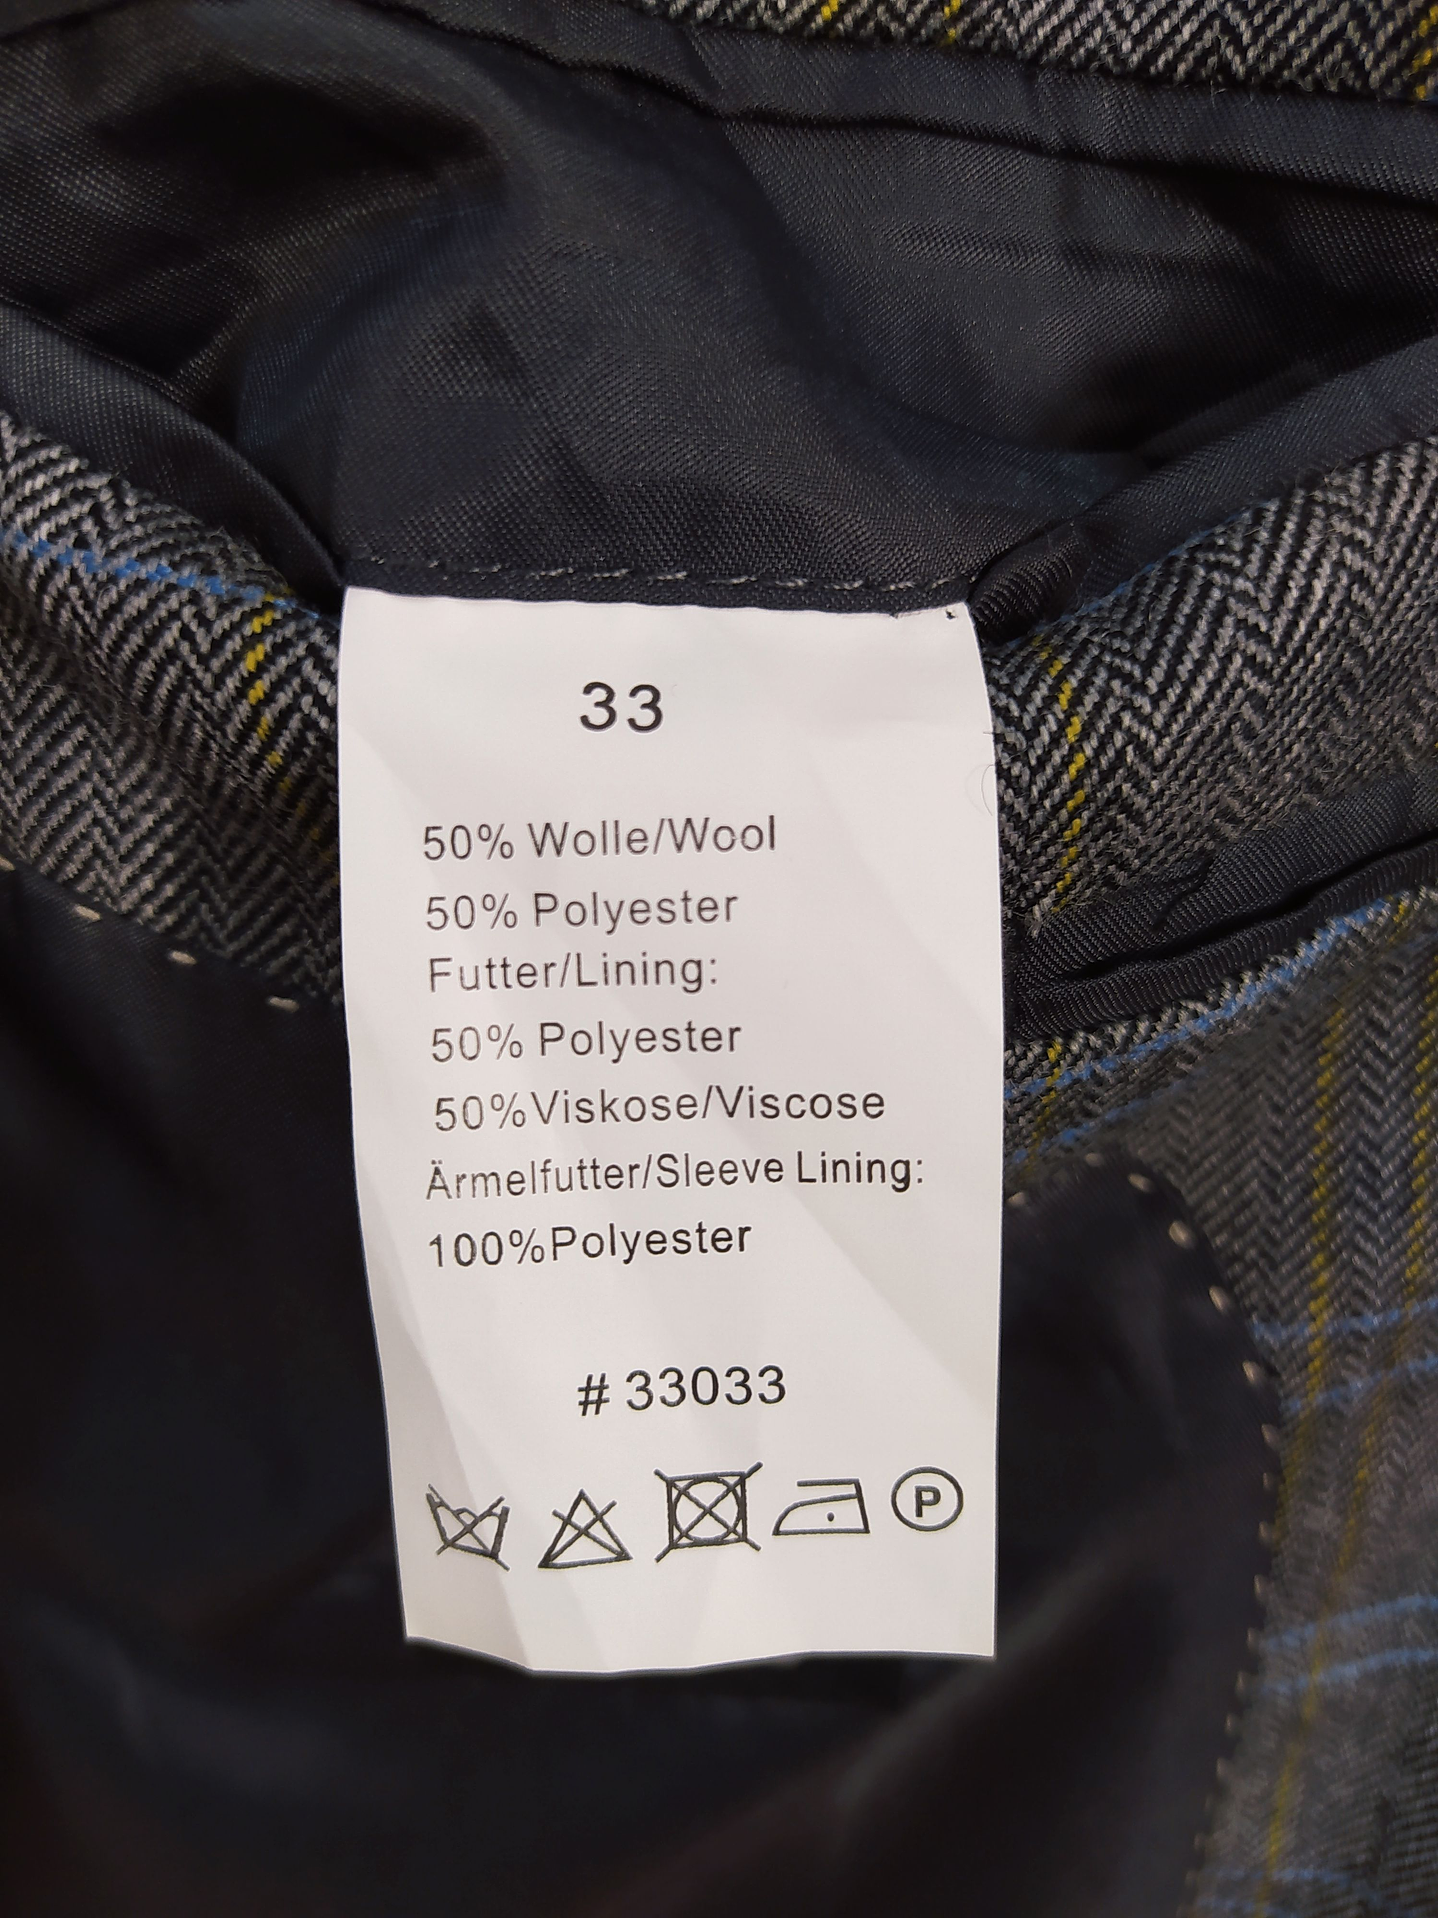 33
50% Wolle/Wool
50% Polyester
Futter/Lining:
50% Polyester
50%Viskose/Viscose
Ärmelfutter/Sleeve Lining:
100%Polyester
# 33033
P